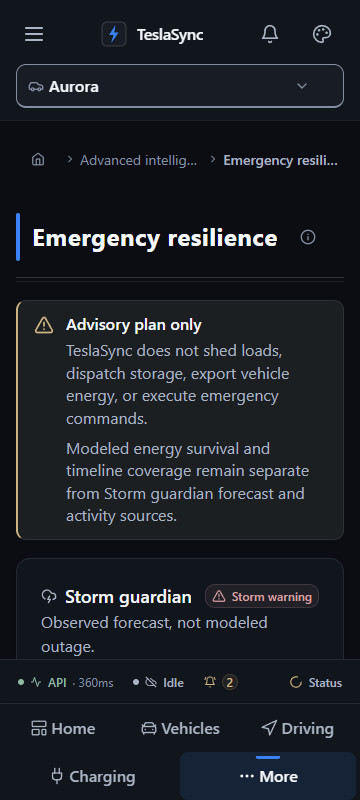 TeslaSync
Aurora
Advanced intellig... Emergency resili...
Emergency resilience
Advisory plan only
TeslaSync does not shed loads,
dispatch storage, export vehicle
energy, or execute emergency
commands.
Modeled energy survival and
timeline coverage remain separate
from Storm guardian forecast and
activity sources.
Storm guardian Storm warning
Observed forecast, not modeled
outage.
API · 360ms Idle 2 Status
Home Vehicles Driving
Charging More